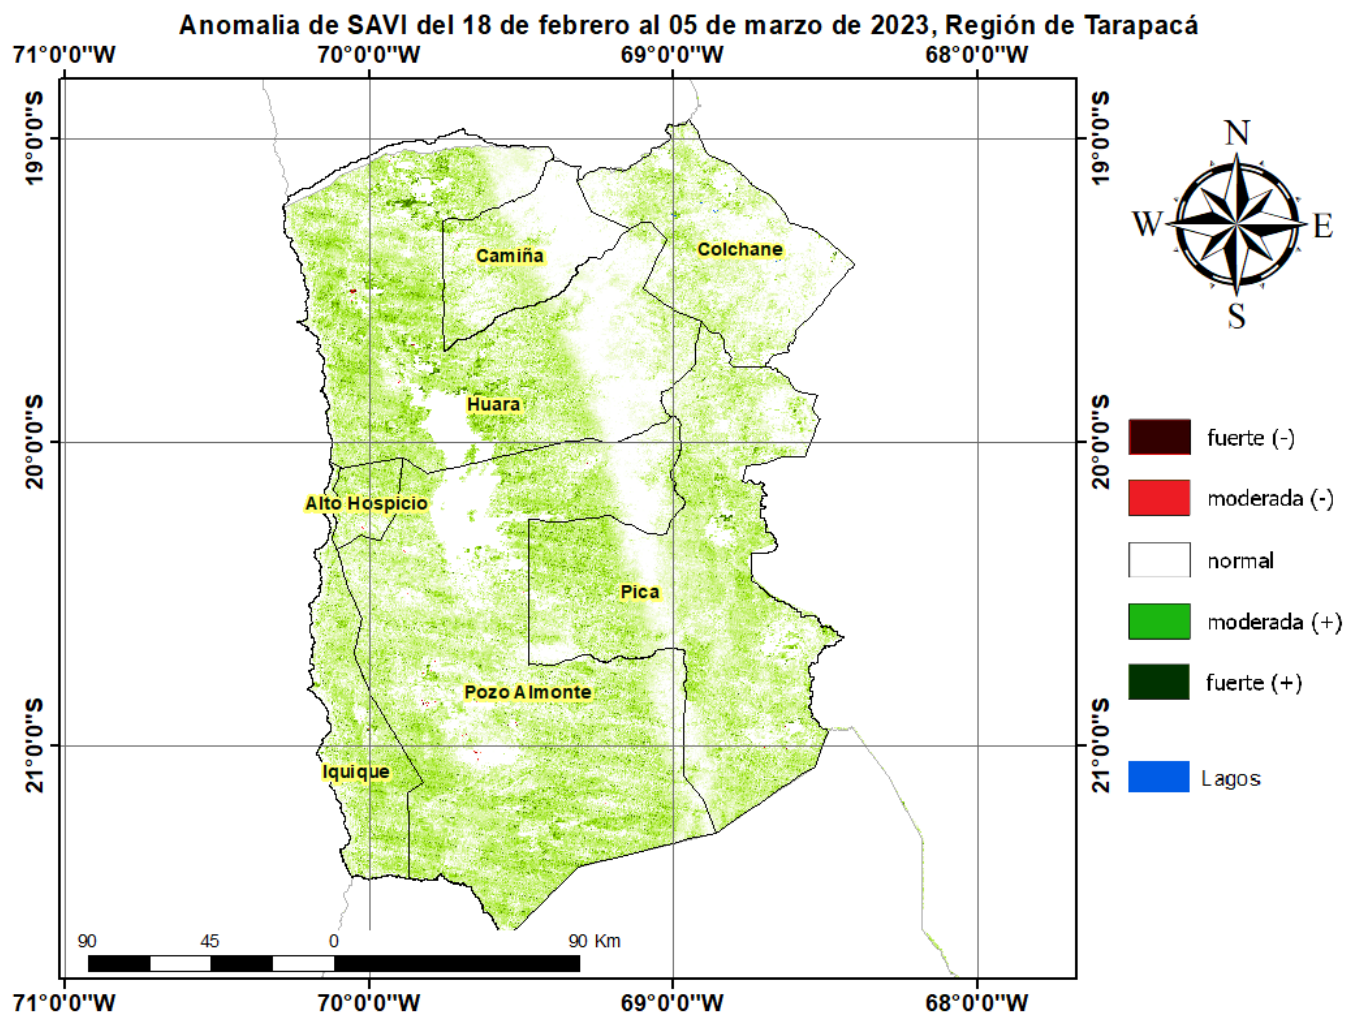 Anomalia de SAVI del 18 de febrero al 05 de marzo de 2023, Región de Tarapacá
71°0'0"W 70°0'0"W 69°0'0"W 68°0'0"W
19°0'0"S 19°0'0"S
N
W E
S
Camiña
Colchane
Huara
fuerte (-)
20°0'0"S 20°0'0"S
moderada (-)
Alto Hospicio
normal
Pica
moderada (+)
Pozo Almonte
fuerte (+)
21°0'0"S 21°0'0"S
Iquique
Lagos
90 45 0 90 Km
71°0'0"W 70°0'0"W 69°0'0"W 68°0'0"W